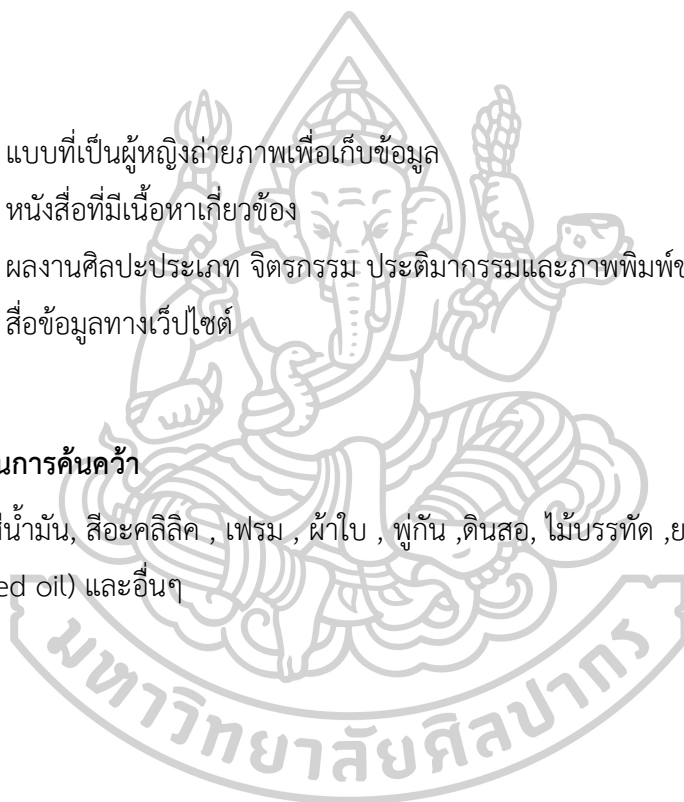 แบบที่เป็นผู้หญิงถ่ายภาพเพื่อเก็บข้อมูล
หนังสือที่มีเนื้อหาเกี่ยวข้อง
ผลงานศิลปะประเภท จิตรกรรม ประติมากรรมและภาพพิมพ์ข
สื่อข้อมูลทางเว็ปไซต์
นการค้นคว้า
สีน้ำมัน, สีอะคลิลิค , เฟรม , ผ้าใบ , พู่กัน ,ดินสอ, ไม้บรรทัด ,ย
ed oil) และอื่นๆ
มหาวิทยาลัยศิลปากร